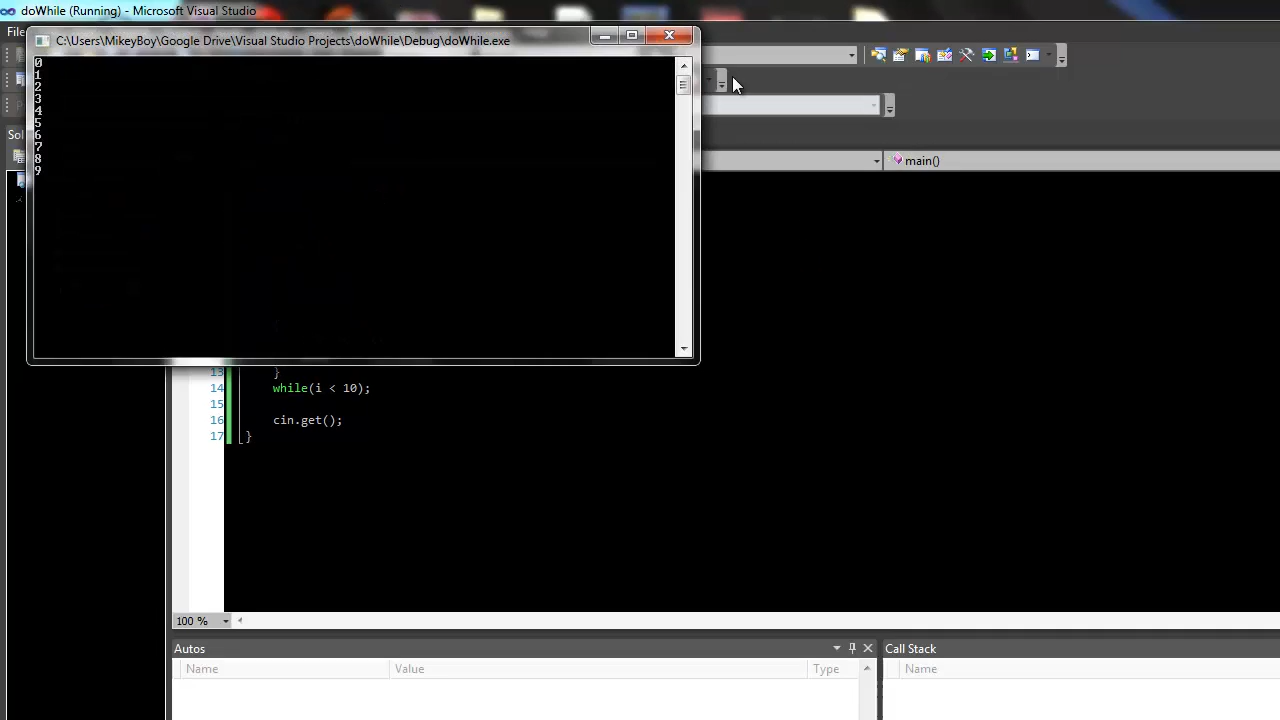 doWhile (Running) - Microsoft Visual Studio
File
C:\Users\MikeyBoy\Google Drive\Visual Studio Projects\doWhile\Debug\doWhile.exe
0
1
2
3
4
5
6
7
8
9
Sol
main()
13 }
14 while(i < 10);
15
16 cin.get();
17 }
100 %
Autos
Name Value Type
Call Stack
Name